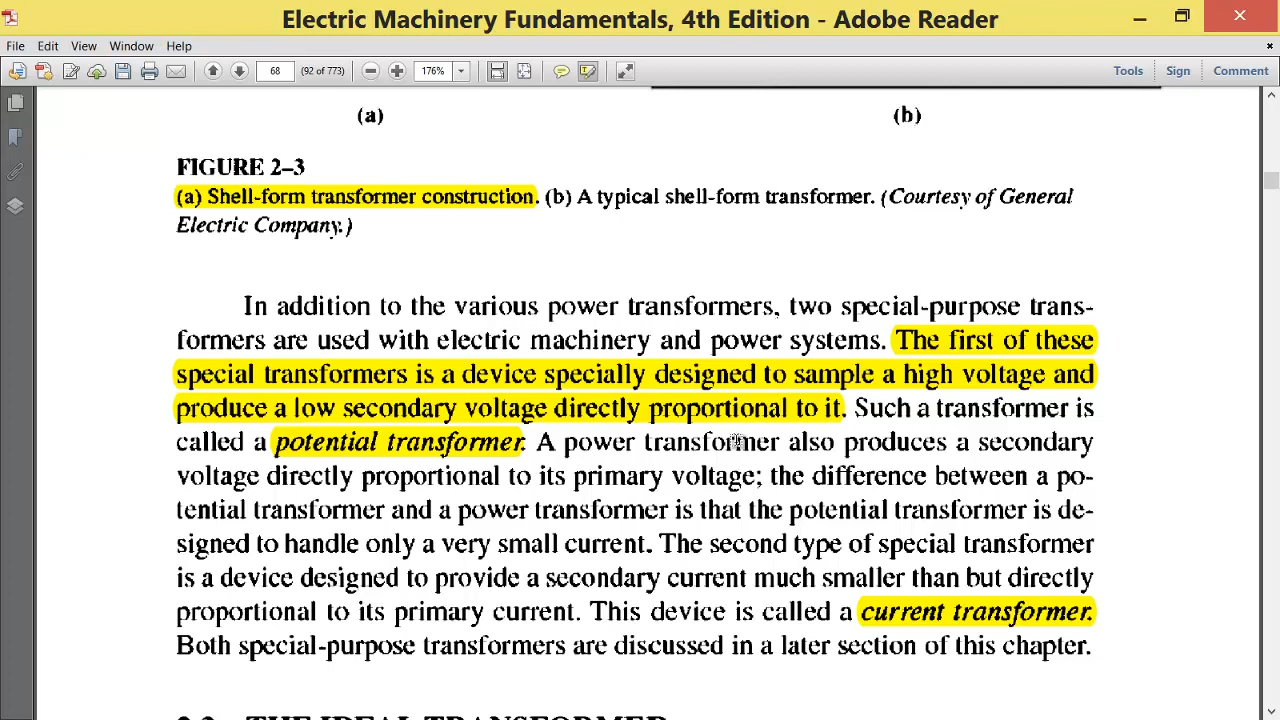 Electric Machinery Fundamentals, 4th Edition - Adobe Reader
File Edit View Window Help
68 (92 of 773) 176% Tools Sign Comment
(a) (b)
FIGURE 2–3
(a) Shell-form transformer construction. (b) A typical shell-form transformer. (Courtesy of General
Electric Company.)
In addition to the various power transformers, two special-purpose trans-
formers are used with electric machinery and power systems. The first of these
special transformers is a device specially designed to sample a high voltage and
produce a low secondary voltage directly proportional to it. Such a transformer is
called a potential transformer. A power transformer also produces a secondary
voltage directly proportional to its primary voltage; the difference between a po-
tential transformer and a power transformer is that the potential transformer is de-
signed to handle only a very small current. The second type of special transformer
is a device designed to provide a secondary current much smaller than but directly
proportional to its primary current. This device is called a current transformer.
Both special-purpose transformers are discussed in a later section of this chapter.
THE IDEAL TRANSFORMER